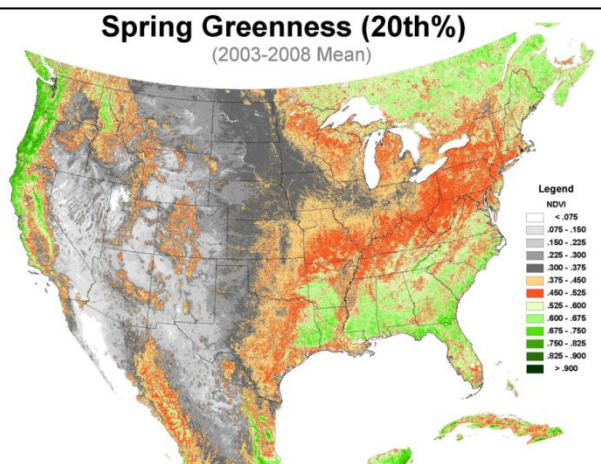 Spring Greenness (20th%)
(2003-2008 Mean)
Legend
NDVI
< .075
.075 - .150
.150 - .225
.225 - .300
.300 - .375
.375 - .450
.450 - .525
.525 - .600
.600 - .675
.675 - .750
.750 - .825
.825 - .900
> .900